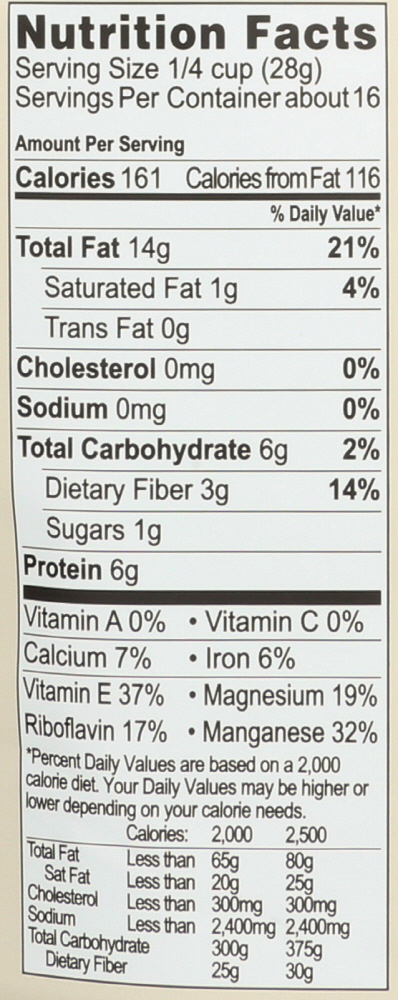 Nutrition Facts
Serving Size 1/4 cup (28g)
Servings Per Container about 16
Amount Per Serving
Calories 161 Calories from Fat 116
% Daily Value*
Total Fat 14g 21%
Saturated Fat 1g 4%
Trans Fat 0g
Cholesterol 0mg 0%
Sodium 0mg 0%
Total Carbohydrate 6g 2%
Dietary Fiber 3g 14%
Sugars 1g
Protein 6g
Vitamin A 0% • Vitamin C 0%
Calcium 7% • Iron 6%
Vitamin E 37% • Magnesium 19%
Riboflavin 17% • Manganese 32%
*Percent Daily Values are based on a 2,000
calorie diet. Your Daily Values may be higher or
lower depending on your calorie needs.
Calories: 2,000 2,500
Total Fat Less than 65g 80g
Sat Fat Less than 20g 25g
Cholesterol Less than 300mg 300mg
Sodium Less than 2,400mg 2,400mg
Total Carbohydrate 300g 375g
Dietary Fiber 25g 30g